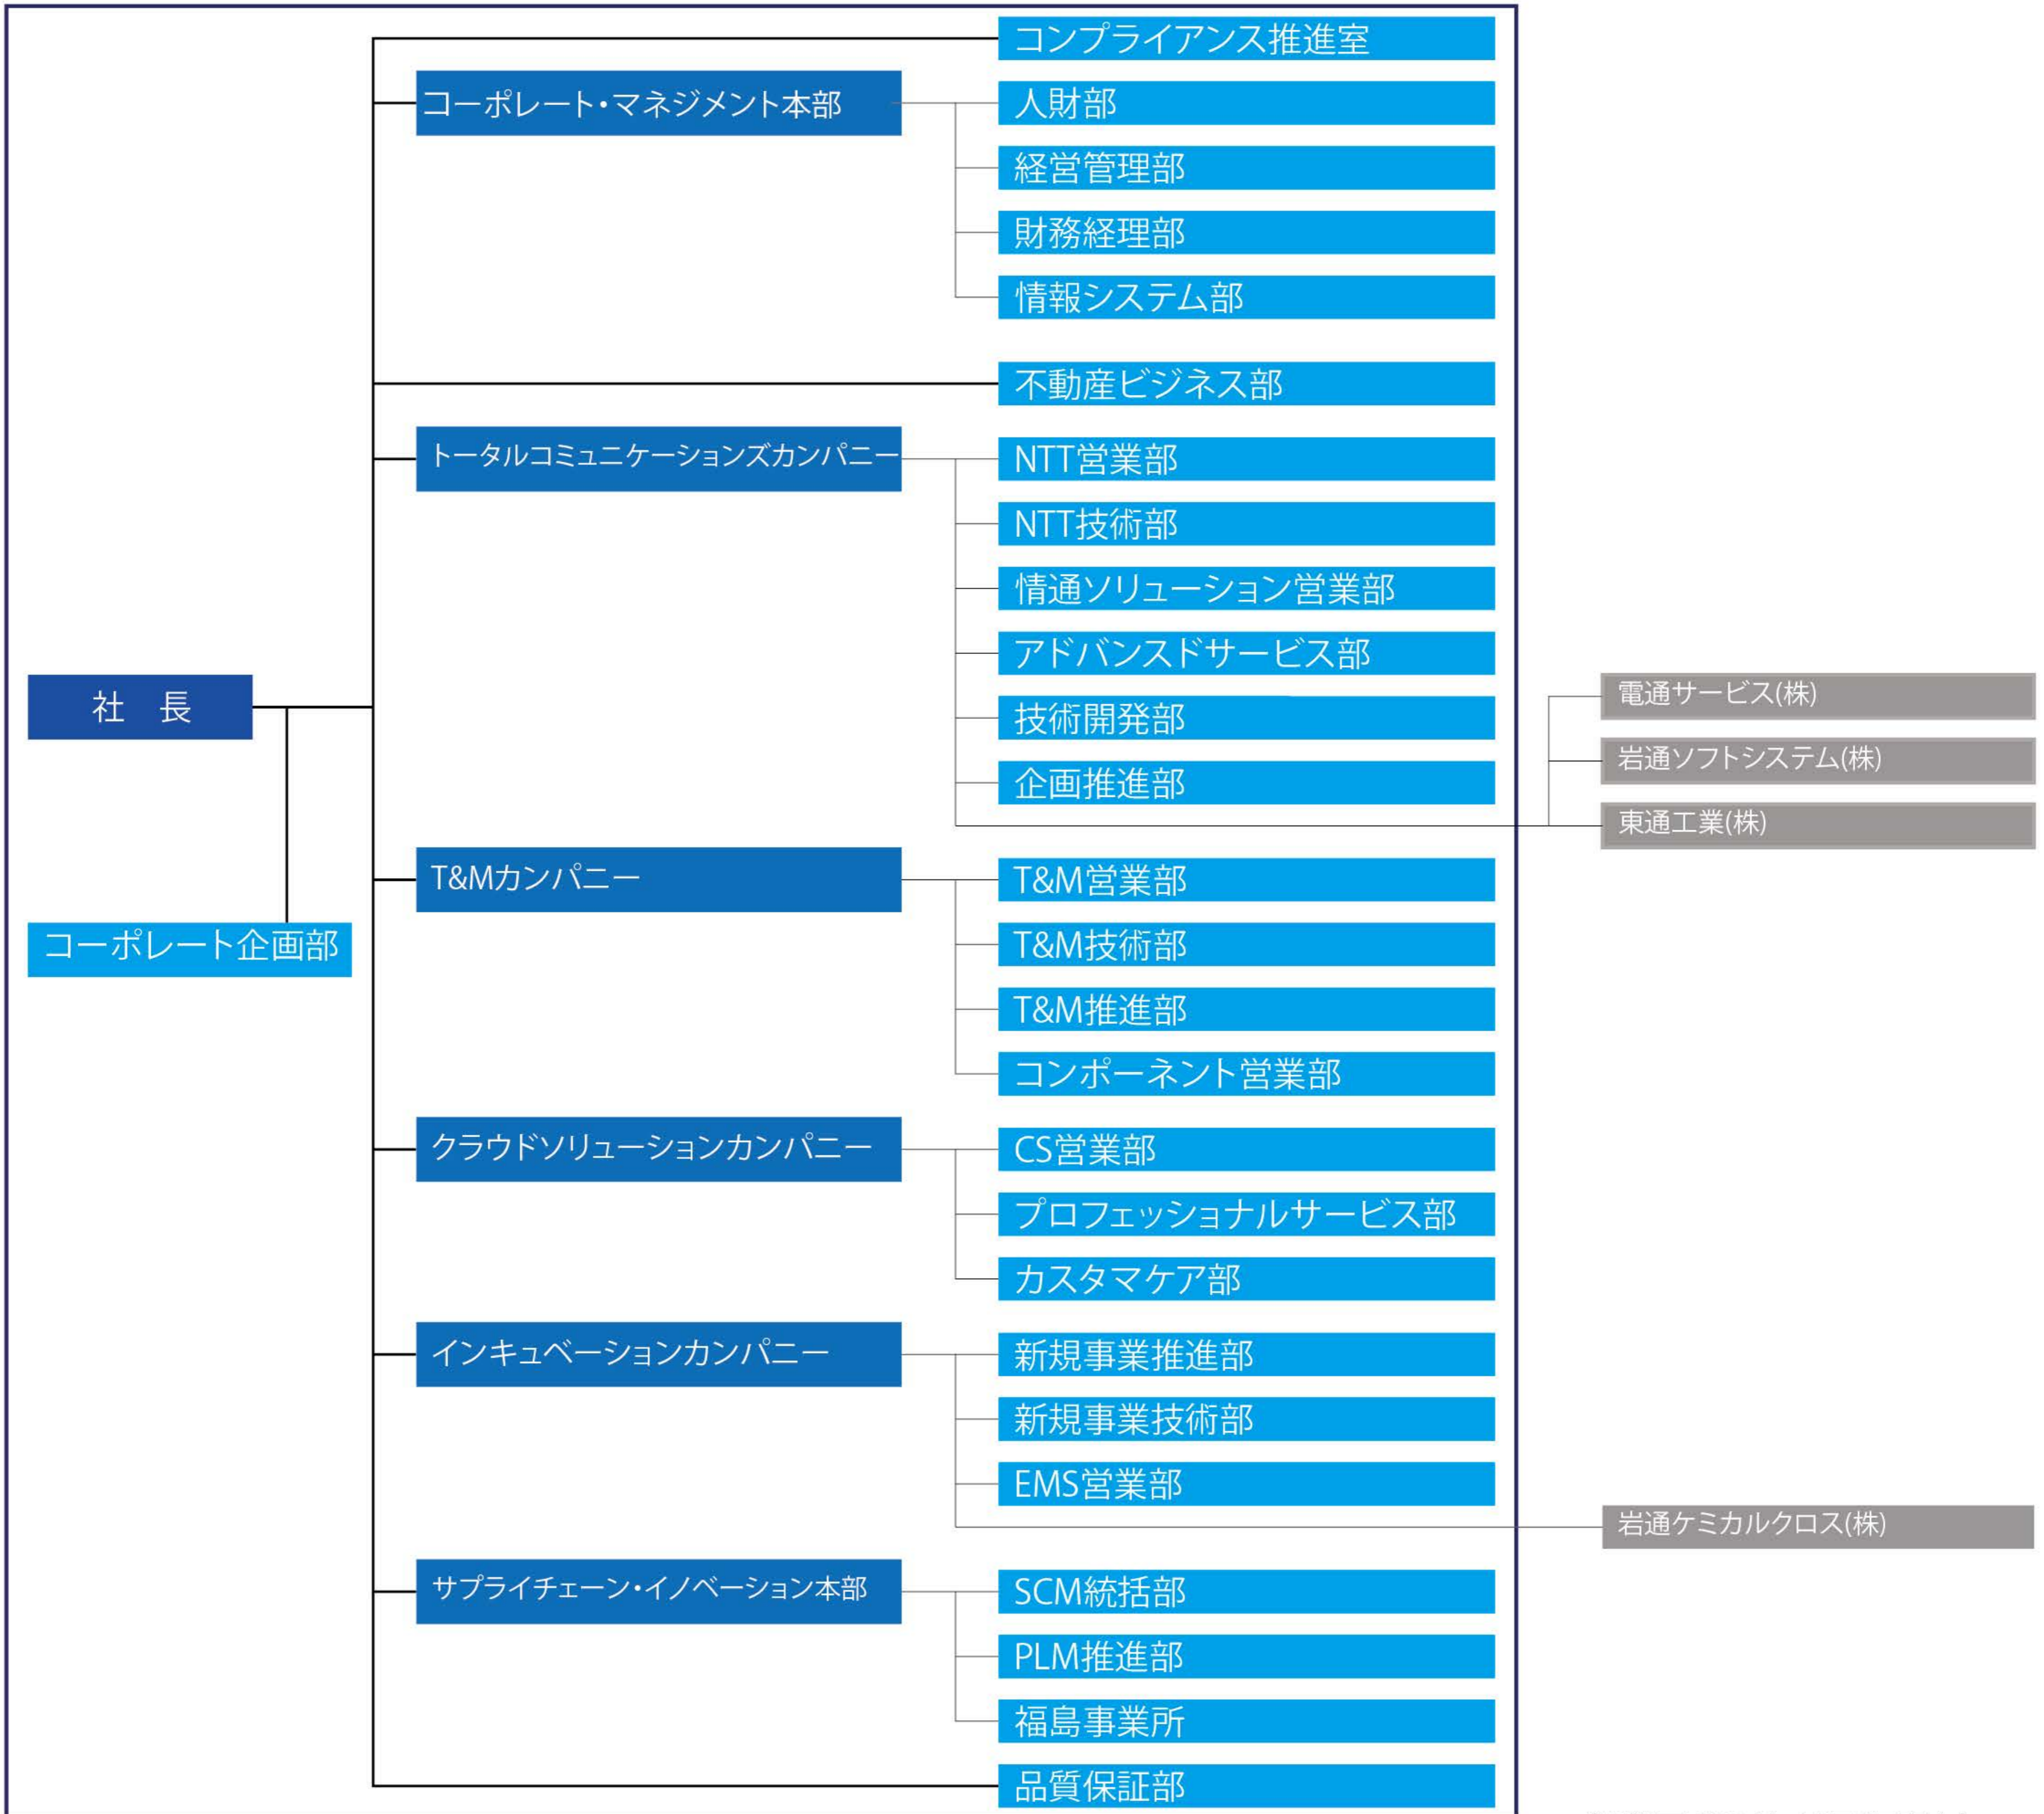 コンプライアンス推進室
コーポレート・マネジメント本部
人財部
経営管理部
財務経理部
情報システム部
不動産ビジネス部
トータルコミュニケーションズカンパニー
NTT営業部
NTT技術部
情通ソリューション営業部
アドバンスドサービス部
技術開発部
企画推進部
社　長
コーポレート企画部
電通サービス(株)
岩通ソフトシステム(株)
東通工業(株)
T&Mカンパニー
T&M営業部
T&M技術部
T&M推進部
コンポーネント営業部
クラウドソリューションカンパニー
CS営業部
プロフェッショナルサービス部
カスタマケア部
インキュベーションカンパニー
新規事業推進部
新規事業技術部
EMS営業部
岩通ケミカルクロス(株)
サプライチェーン・イノベーション本部
SCM統括部
PLM推進部
福島事業所
品質保証部